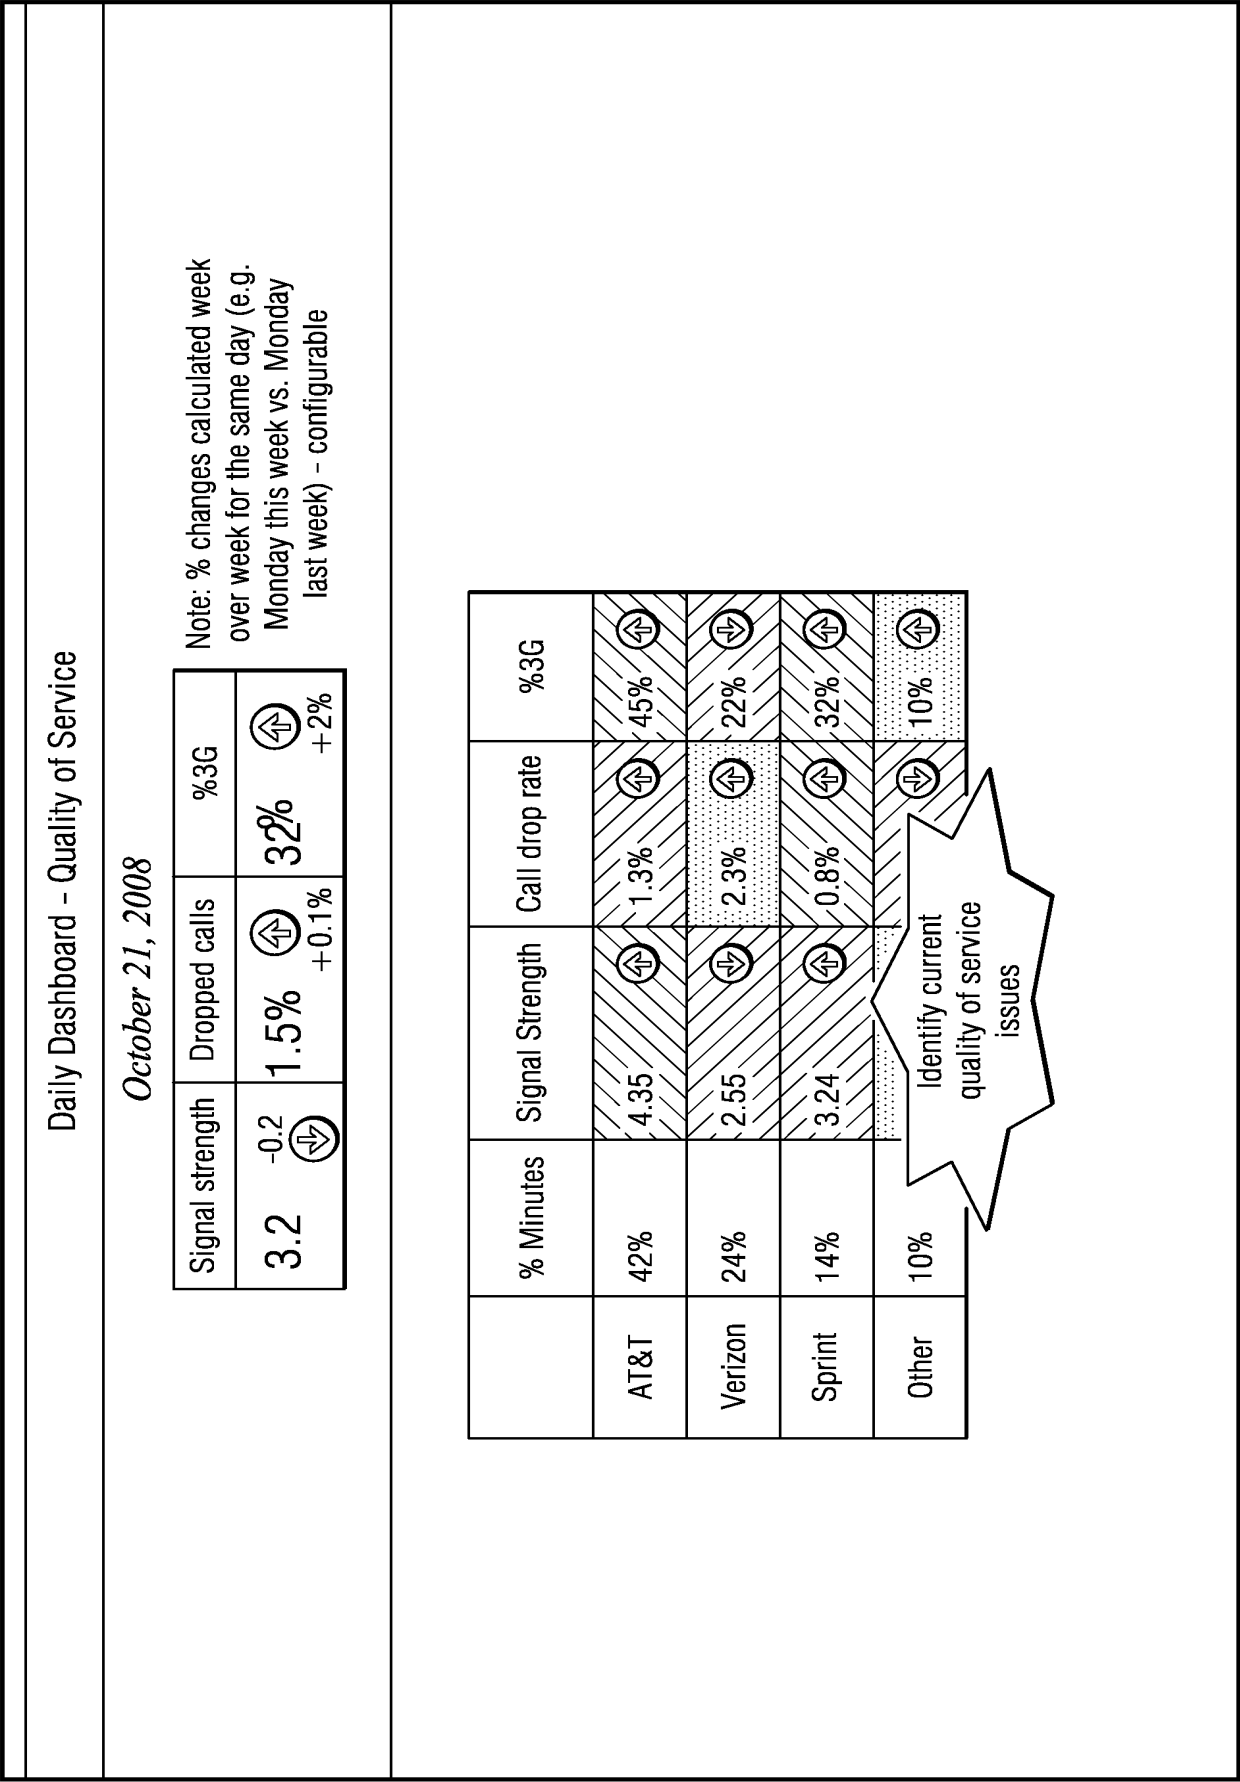 Daily Dashboard - Quality of Service
October 21, 2008
Signal strength Dropped calls %3G
3.2 -0.2 1.5% +0.1% 32% +2%
Note: % changes calculated week
over week for the same day (e.g.
Monday this week vs. Monday
last week) - configurable
% Minutes Signal Strength Call drop rate %3G
AT&T 42% 4.35 1.3% 45%
Verizon 24% 2.55 2.3% 22%
Sprint 14% 3.24 0.8% 32%
Other 10% 10%
Identify current
quality of service
issues